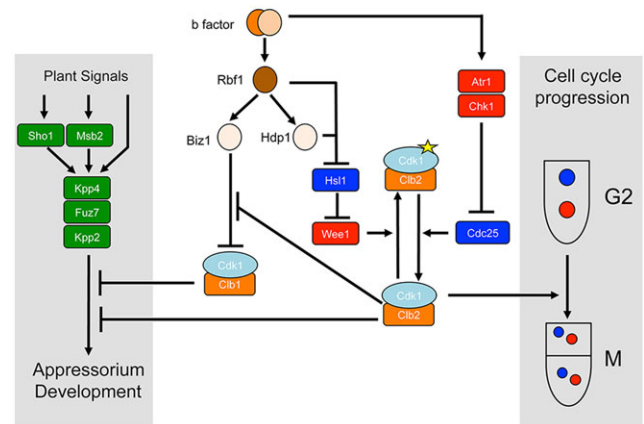 b factor
Plant Signals
Cell cycle
progression
Rbf1
Atr1
Chk1
Sho1
Msb2
Biz1
Hdp1
Cdk1
Clb2
Hsl1
Kpp4
Fuz7
Kpp2
G2
Wee1
Cdc25
Cdk1
Clb1
Cdk1
Clb2
M
Appressorium
Development